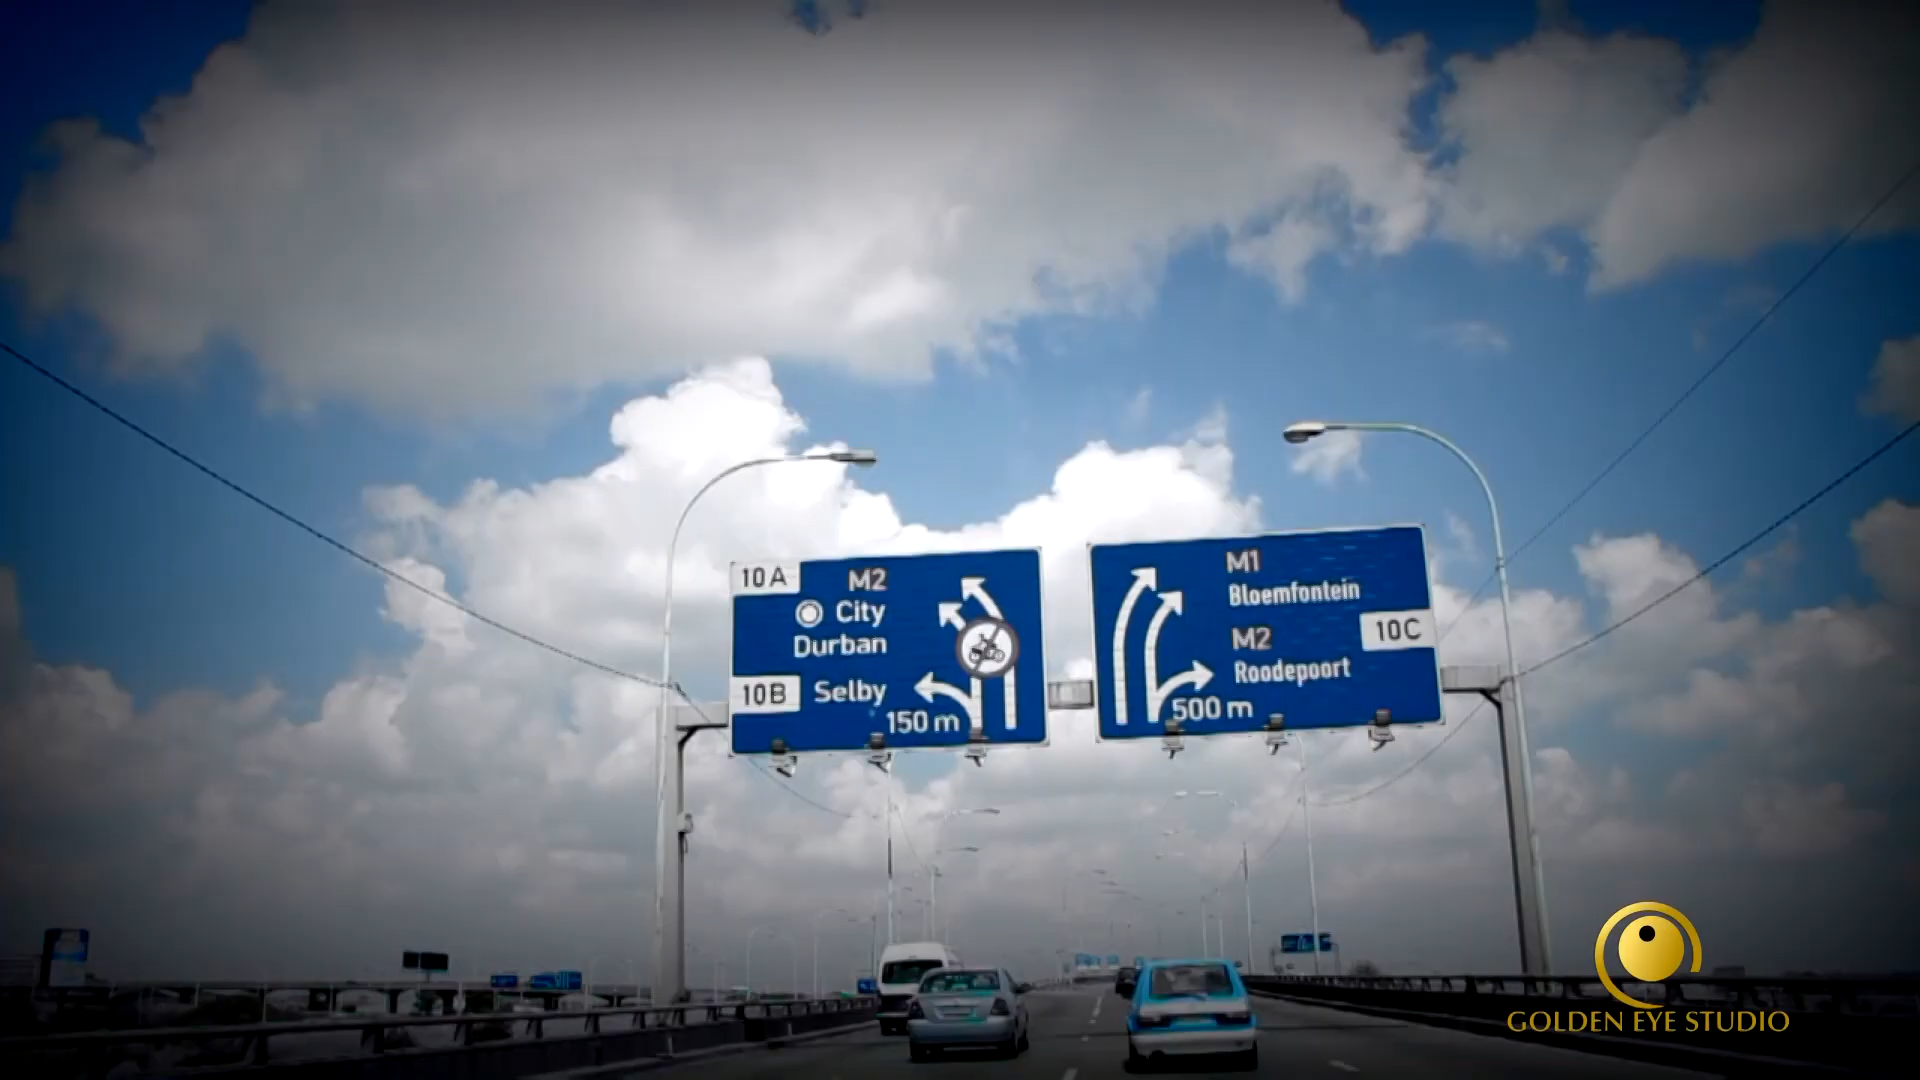 10A M2
City
Durban
10B Selby
150 m
M1
Bloemfontein
10C
M2
Roodepoort
500 m
GOLDEN EYE STUDIO